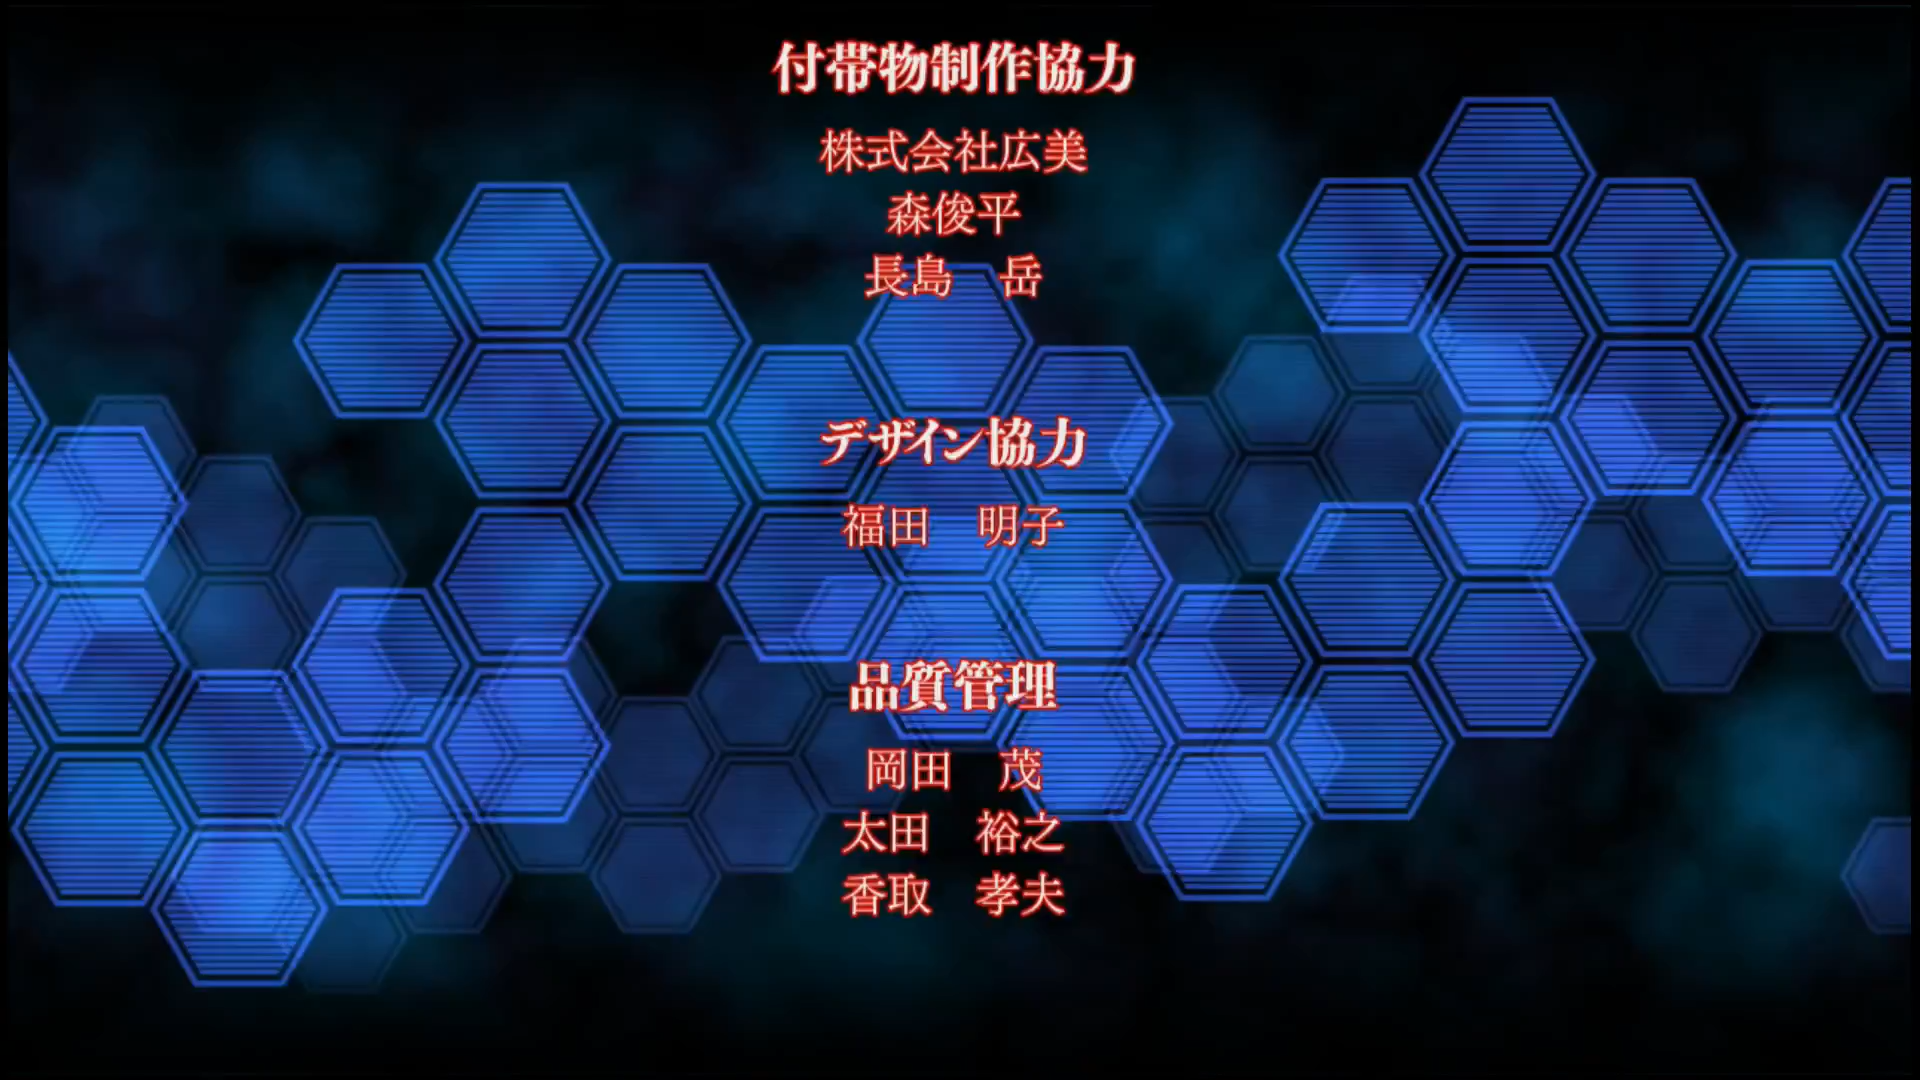 付帯物制作協力
株式会社広美
森俊平
長島　岳
デザイン協力
福田　明子
品質管理
岡田　茂
太田　裕之
香取　孝夫